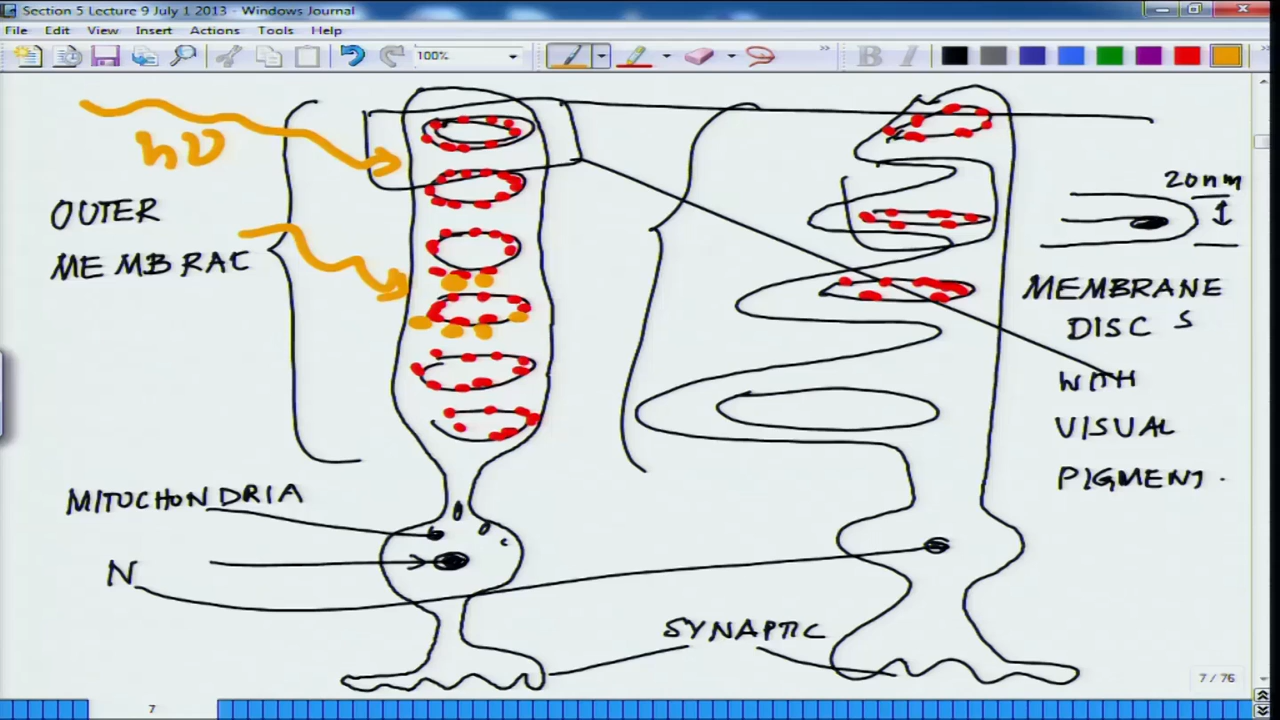 Section 5 Lecture 9 July 1 2013 - Windows Journal
File Edit View Insert Actions Tools Help
100%
B I
hν
OUTER
MEMBRAC
20nm
MEMBRANE
DISC S
WITH
VISUAL
PIGMENT.
MITOCHONDRIA
N
SYNAPTIC
7 / 76
7